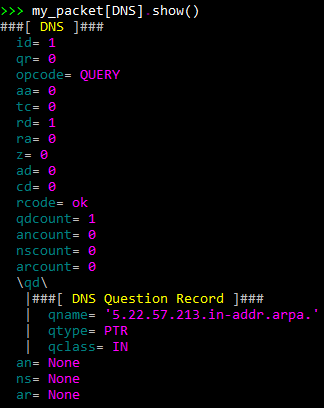 >>> my_packet[DNS].show()
###[ DNS ]###
id= 1
qr= 0
opcode= QUERY
aa= 0
tc= 0
rd= 1
ra= 0
z= 0
ad= 0
cd= 0
rcode= ok
qdcount= 1
ancount= 0
nscount= 0
arcount= 0
\qd\
|###[ DNS Question Record ]###
| qname= '5.22.57.213.in-addr.arpa.'
| qtype= PTR
| qclass= IN
an= None
ns= None
ar= None